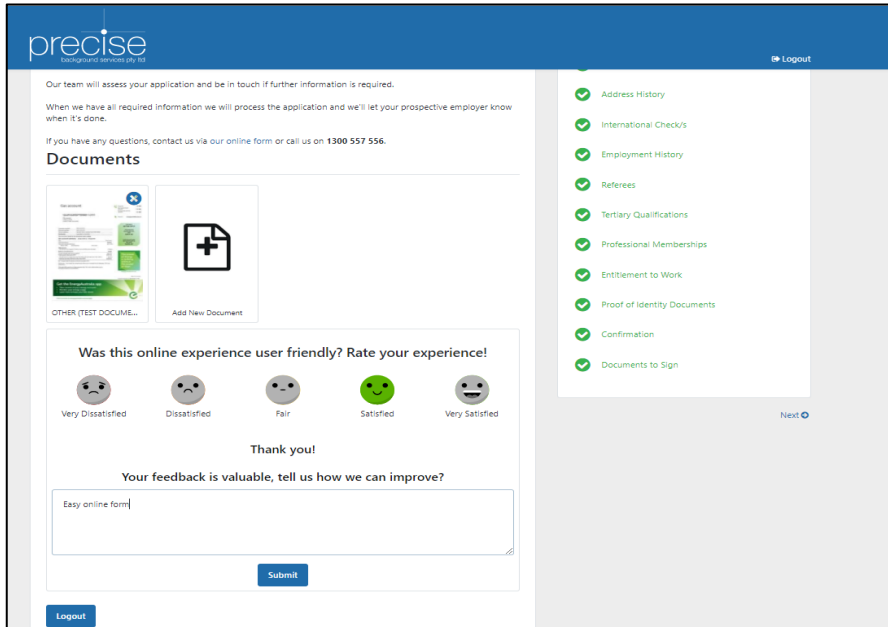 precise
background services pty ltd
Logout
Our team will assess your application and be in touch if further information is required.
When we have all required information we will process the application and we'll let your prospective employer know
when it's done.
If you have any questions, contact us via our online form or call us on 1300 557 556.
Documents
OTHER (TEST DOCUME...
Add New Document
Was this online experience user friendly? Rate your experience!
Very Dissatisfied
Dissatisfied
Fair
Satisfied
Very Satisfied
Thank you!
Your feedback is valuable, tell us how we can improve?
Easy online form
Submit
Logout
Address History
International Check/s
Employment History
Referees
Tertiary Qualifications
Professional Memberships
Entitlement to Work
Proof of Identity Documents
Confirmation
Documents to Sign
Next